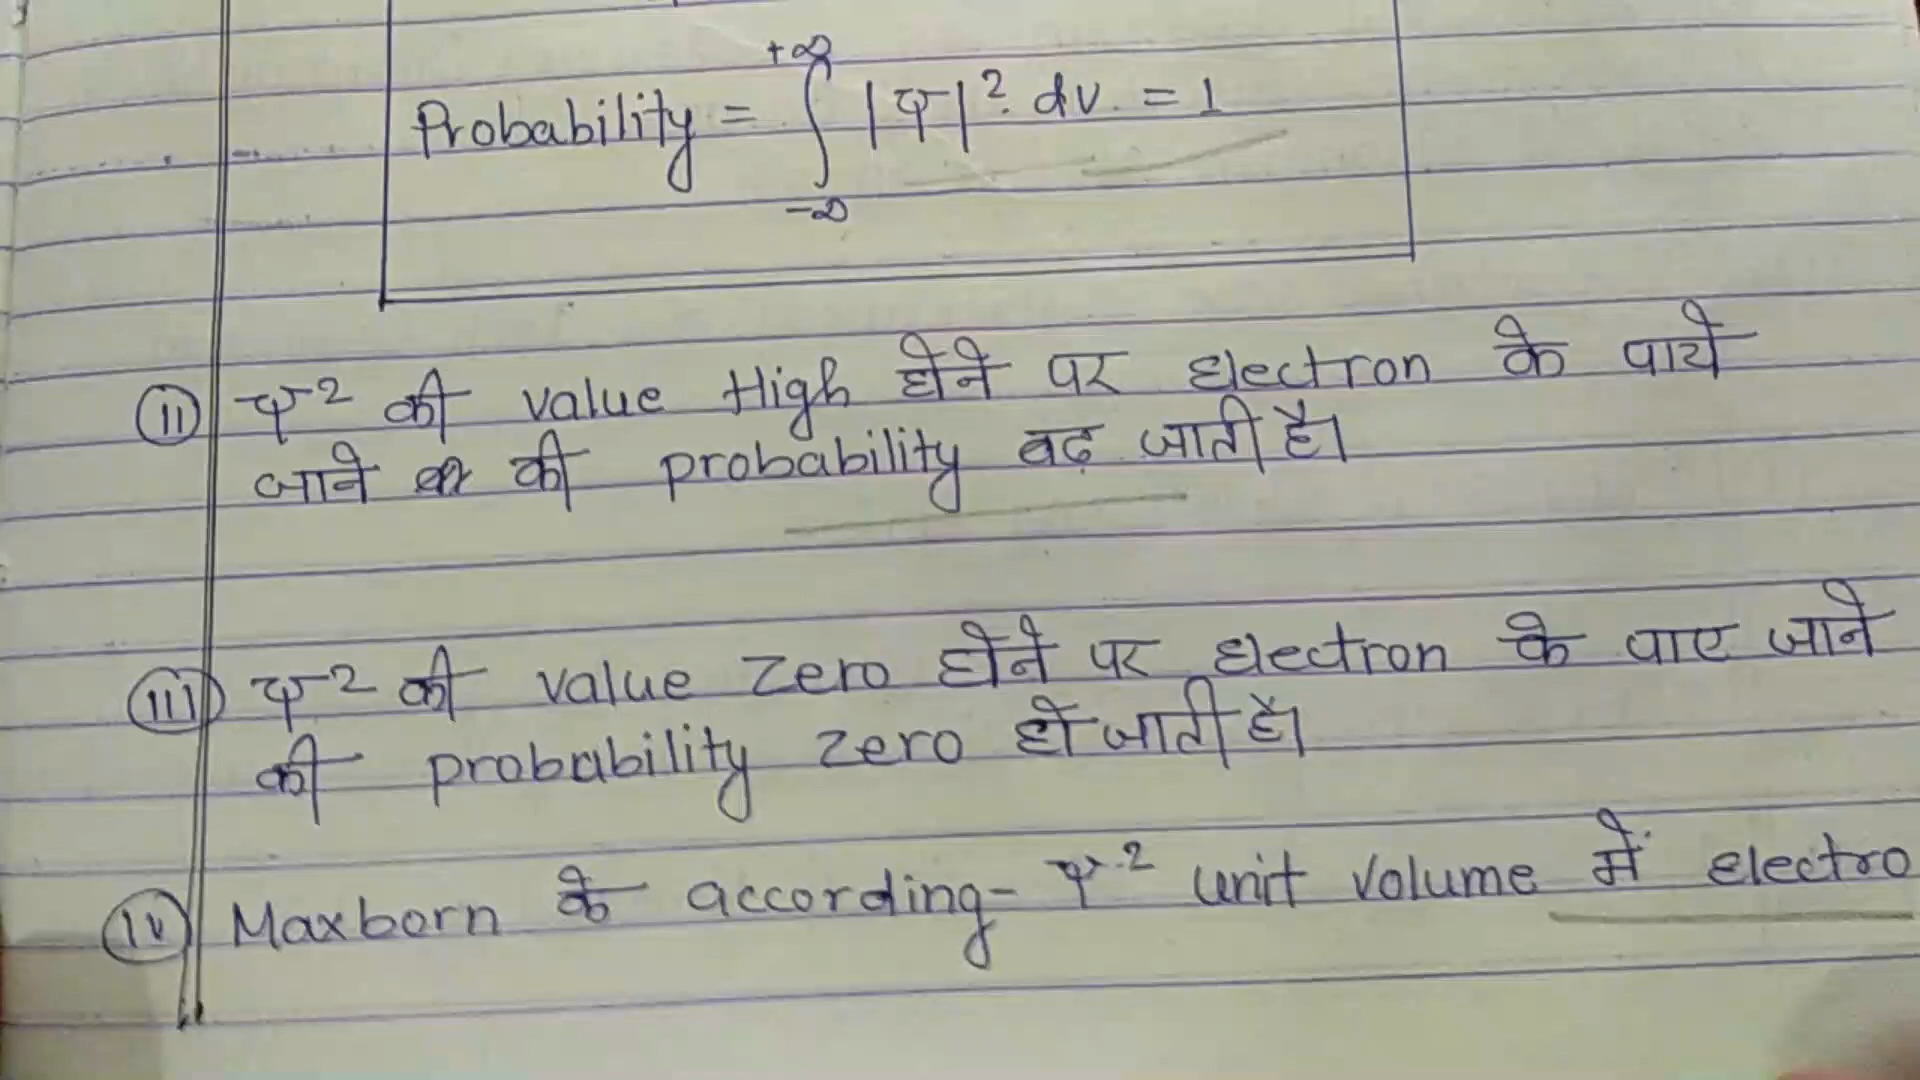 Probability = ∫₋∞⁺∞ |Ψ|². dv. = 1
(ii) Ψ² की value High होने पर electron के पाये
जाने की probability बढ़ जाती है।
(iii) Ψ² की value zero होने पर electron के पाए जाने
की probability zero हो जाती है।
(iv) Maxborn के according- Ψ² unit volume में electro